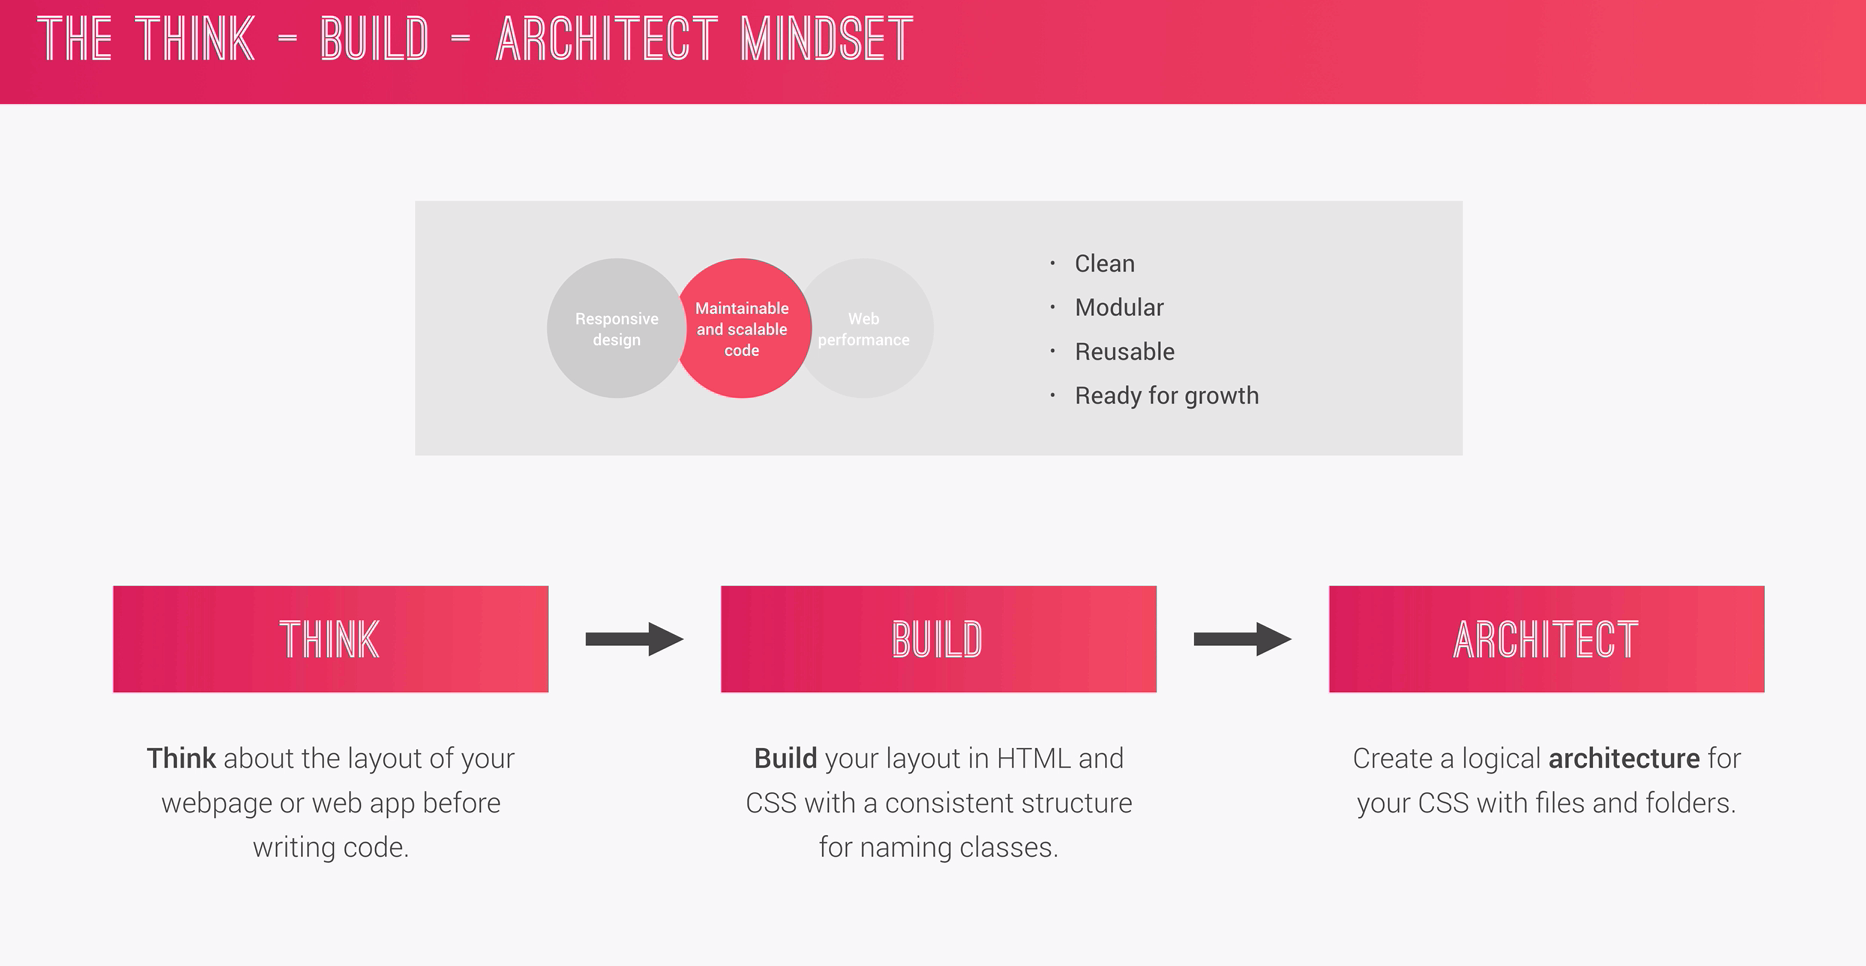 THE THINK – BUILD – ARCHITECT MINDSET
Responsive
design
Maintainable
and scalable
code
Web
performance
• Clean
• Modular
• Reusable
• Ready for growth
THINK
BUILD
ARCHITECT
Think about the layout of your
webpage or web app before
writing code.
Build your layout in HTML and
CSS with a consistent structure
for naming classes.
Create a logical architecture for
your CSS with files and folders.